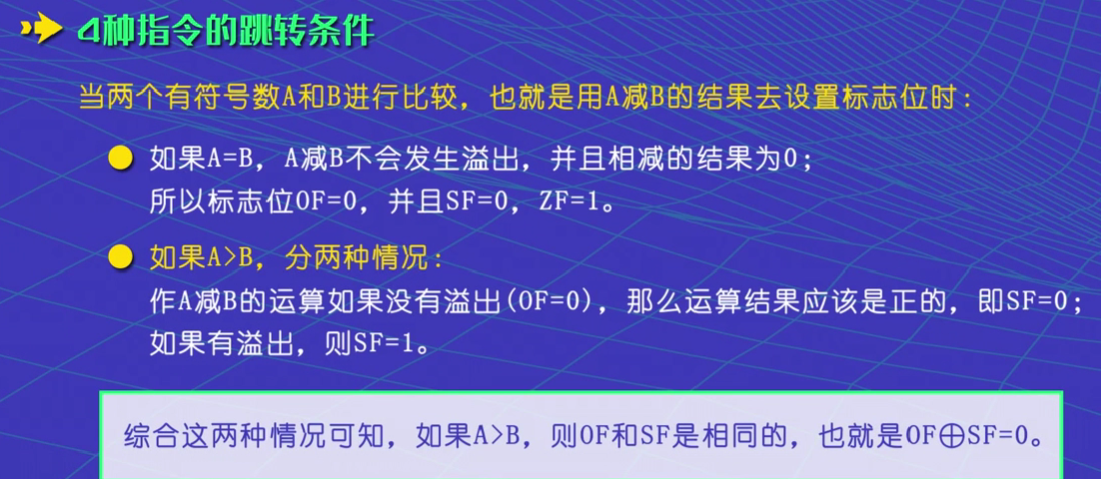 4种指令的跳转条件
当两个有符号数A和B进行比较，也就是用A减B的结果去设置标志位时：
如果A=B，A减B不会发生溢出，并且相减的结果为0；
所以标志位OF=0，并且SF=0，ZF=1。
如果A>B，分两种情况：
作A减B的运算如果没有溢出(OF=0)，那么运算结果应该是正的，即SF=0；
如果有溢出，则SF=1。
综合这两种情况可知，如果A>B，则OF和SF是相同的，也就是OF⊕SF=0。